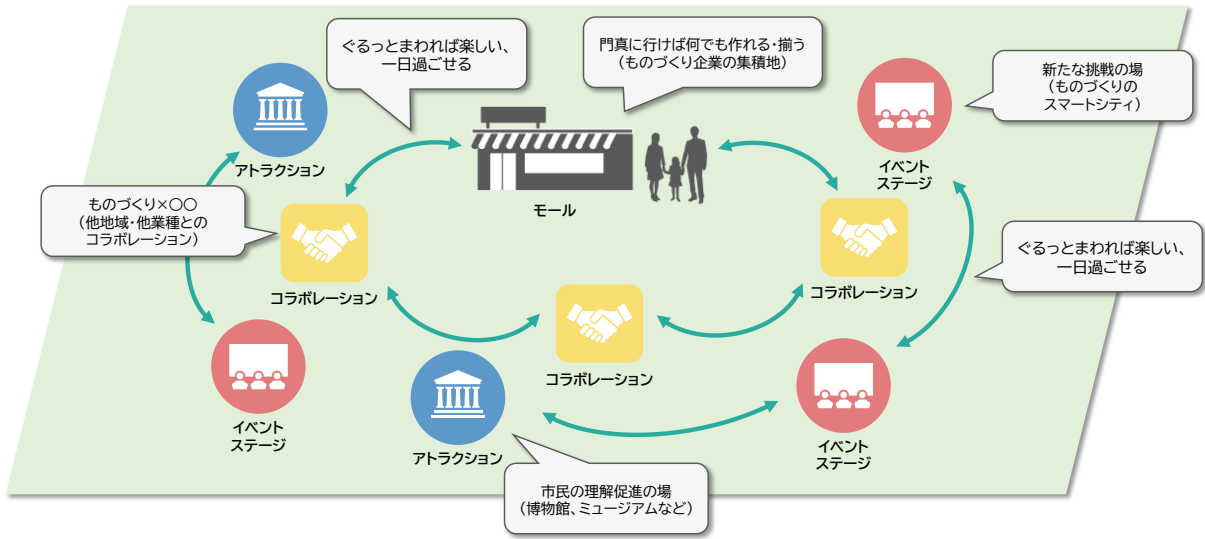 ぐるっとまわれば楽しい、
一日過ごせる
門真に行けば何でも作れる・揃う
（ものづくり企業の集積地）
新たな挑戦の場
（ものづくりの
スマートシティ）
アトラクション
イベント
ステージ
モール
ものづくり×〇〇
（他地域・他業種との
コラボレーション）
コラボレーション
コラボレーション
ぐるっとまわれば楽しい、
一日過ごせる
コラボレーション
イベント
ステージ
アトラクション
イベント
ステージ
市民の理解促進の場
（博物館、ミュージアムなど）